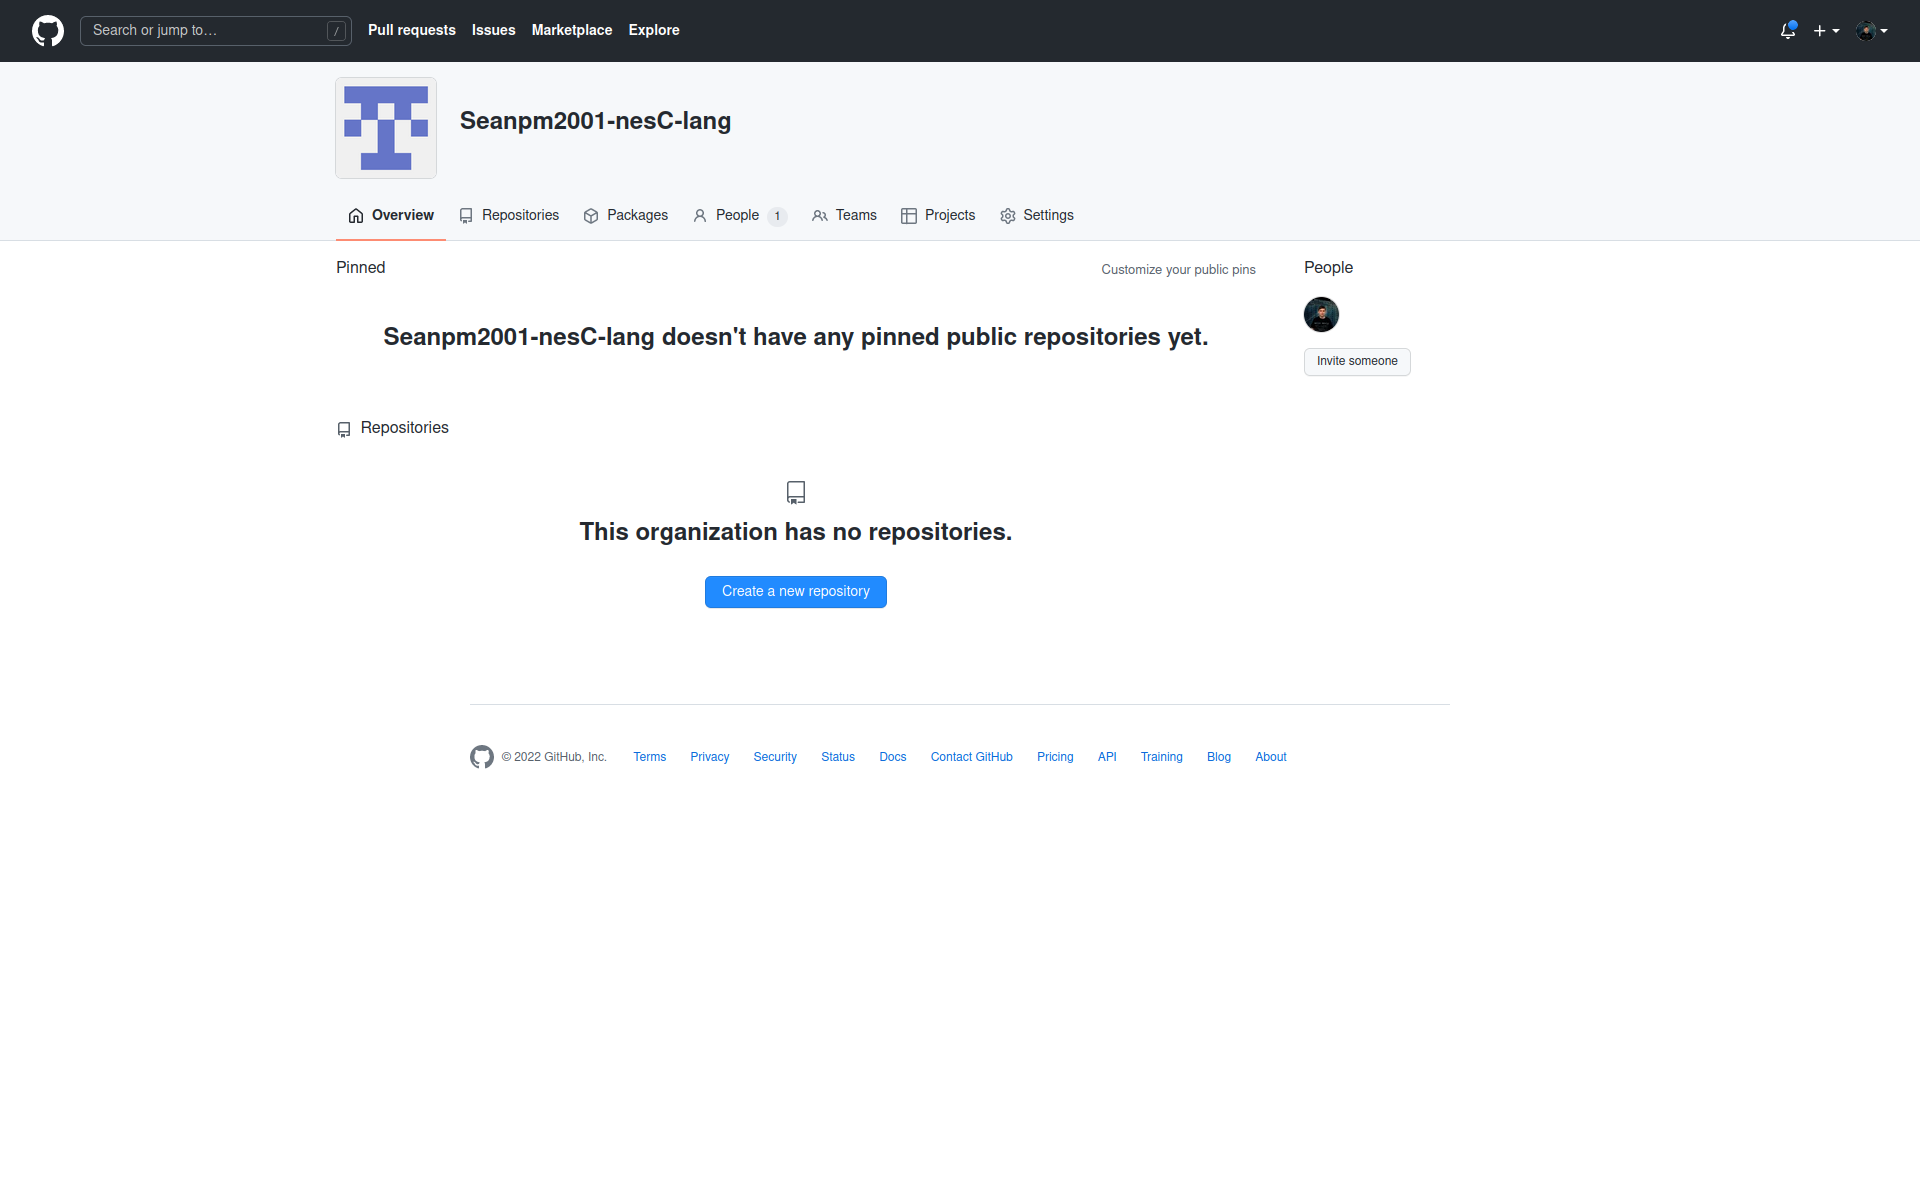 Search or jump to… /
Pull requests Issues Marketplace Explore
Seanpm2001-nesC-lang
Overview Repositories Packages People 1 Teams Projects Settings
Pinned
Customize your public pins
Seanpm2001-nesC-lang doesn't have any pinned public repositories yet.
People
Invite someone
Repositories
This organization has no repositories.
Create a new repository
© 2022 GitHub, Inc. Terms Privacy Security Status Docs Contact GitHub Pricing API Training Blog About